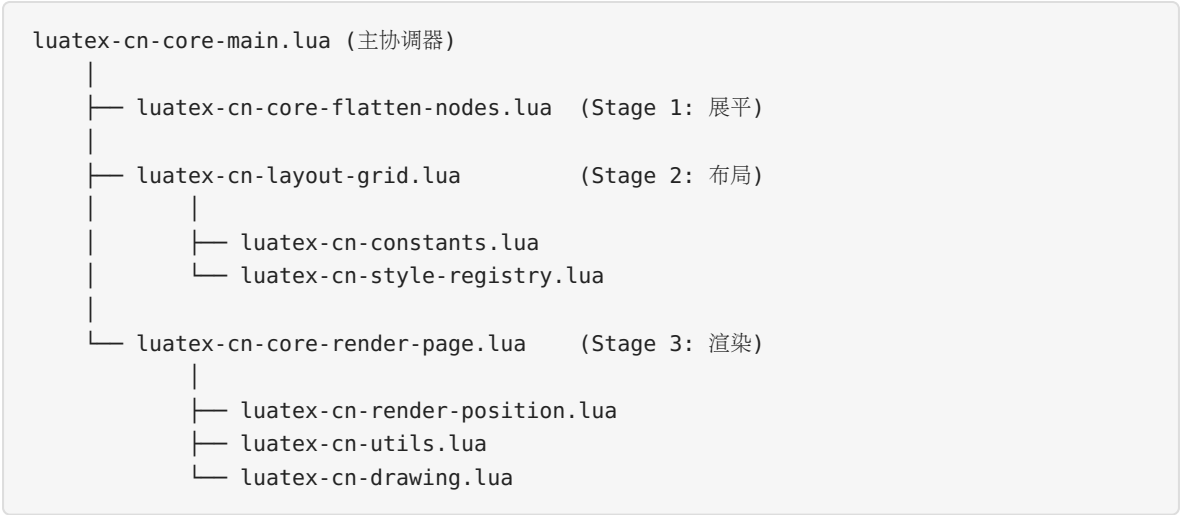 luatex-cn-core-main.lua (主协调器)
│
├── luatex-cn-core-flatten-nodes.lua  (Stage 1: 展平)
│
├── luatex-cn-layout-grid.lua         (Stage 2: 布局)
│       │
│       ├── luatex-cn-constants.lua
│       └── luatex-cn-style-registry.lua
│
└── luatex-cn-core-render-page.lua    (Stage 3: 渲染)
        │
        ├── luatex-cn-render-position.lua
        ├── luatex-cn-utils.lua
        └── luatex-cn-drawing.lua